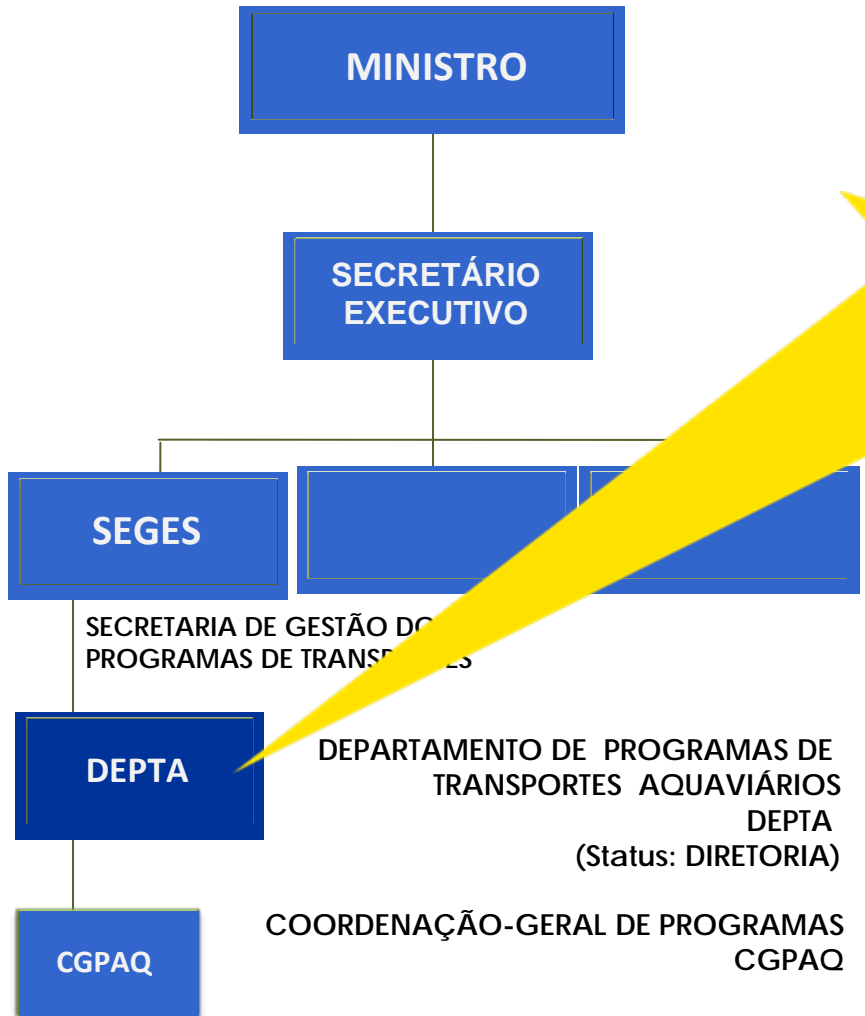 MINISTRO
SECRETÁRIO
EXECUTIVO
SEGES
SECRETARIA DE GESTÃO
PROGRAMAS DE
DEPTA
DEPARTAMENTO DE PROGRAMAS DE
TRANSPORTES AQUAVIÁRIOS
DEPTA
(Status: DIRETORIA)
CGPAQ
COORDENAÇÃO-GERAL DE PROGRAMAS
CGPAQ